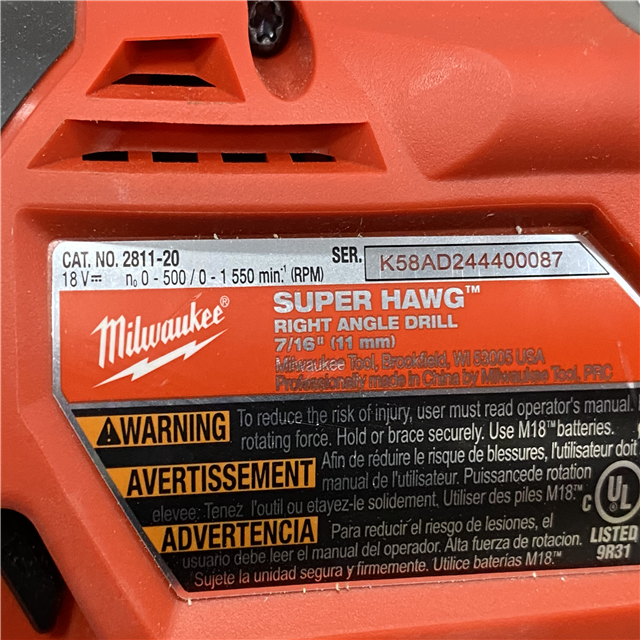 CAT. NO. 2811-20
SER. K58AD244400087
18 V⎓ n₀ 0 - 500 / 0 - 1 550 min.⁻¹ (RPM)
Milwaukee®
SUPER HAWG™
RIGHT ANGLE DRILL
7/16" (11 mm)
Milwaukee Tool, Brookfield, WI 53005 USA
Professionally made in China by Milwaukee Tool, PRC
WARNING To reduce the risk of injury, user must read operator's manual.
rotating force. Hold or brace securely. Use M18™ batteries.
AVERTISSEMENT Afin de réduire le risque de blessures, l'utilisateur doit
manual de l'utilisateur. Puissancede rotation
elevee: Tenez l'outil ou etayez-le solidement. Utiliser des piles M18.™
ADVERTENCIA Para reducir el riesgo de lesiones, el
usuario debe leer el manual del operador. Alta fuerza de rotacion.
Sujete la unidad segura y firmemente. Utilice baterías M18.™
C UL
LISTED
9R31